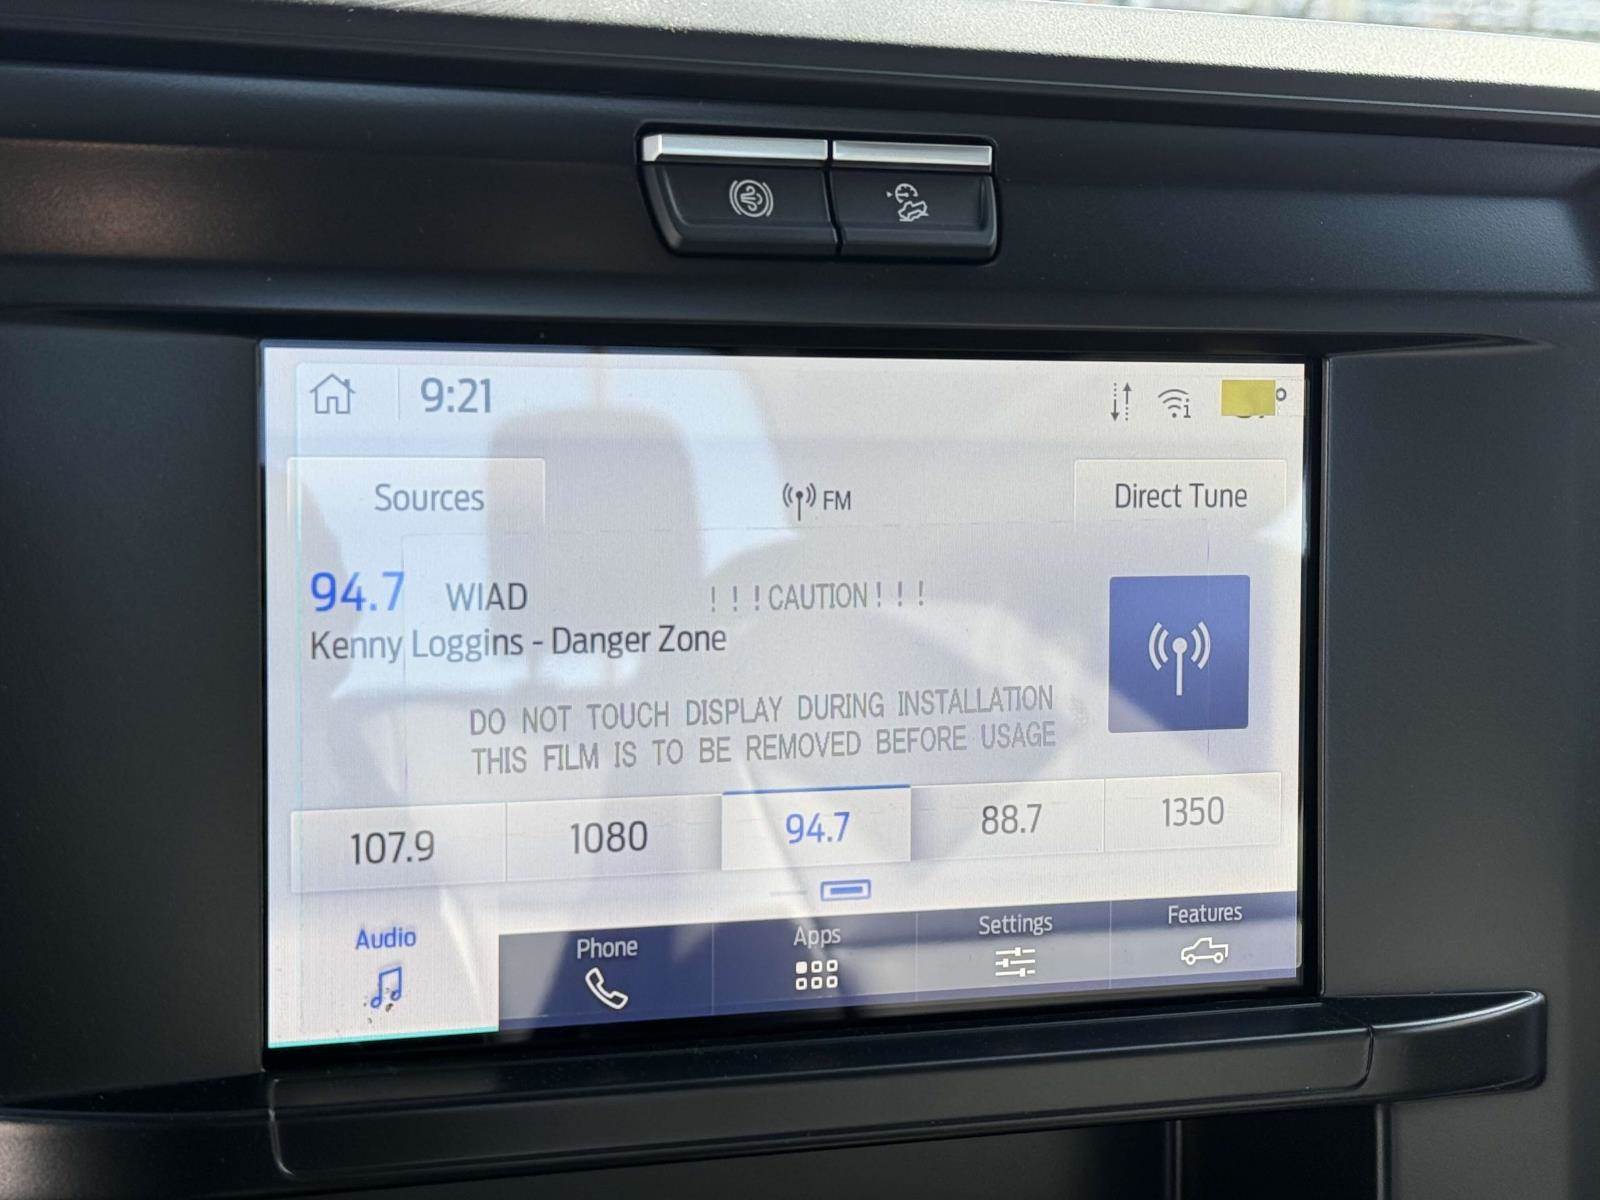 9:21
Sources
FM
Direct Tune
94.7 WIAD
!!!CAUTION!!!
Kenny Loggins - Danger Zone
DO NOT TOUCH DISPLAY DURING INSTALLATION
THIS FILM IS TO BE REMOVED BEFORE USAGE
107.9 1080 94.7 88.7 1350
Audio Phone Apps Settings Features